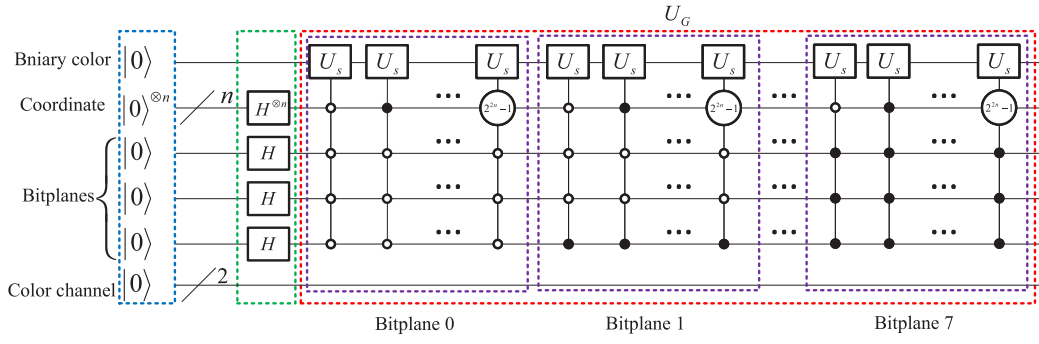 U_G
Bniary color |0⟩ U_s U_s U_s U_s U_s U_s U_s U_s U_s
Coordinate |0⟩^{⊗n} n H^{⊗n} ... 2^{2n}-1 ... 2^{2n}-1 ... ... 2^{2n}-1
|0⟩ H ... ... ... ...
Bitplanes |0⟩ H ... ... ... ...
|0⟩ H ... ... ... ...
Color channel |0⟩ 2
Bitplane 0 Bitplane 1 Bitplane 7